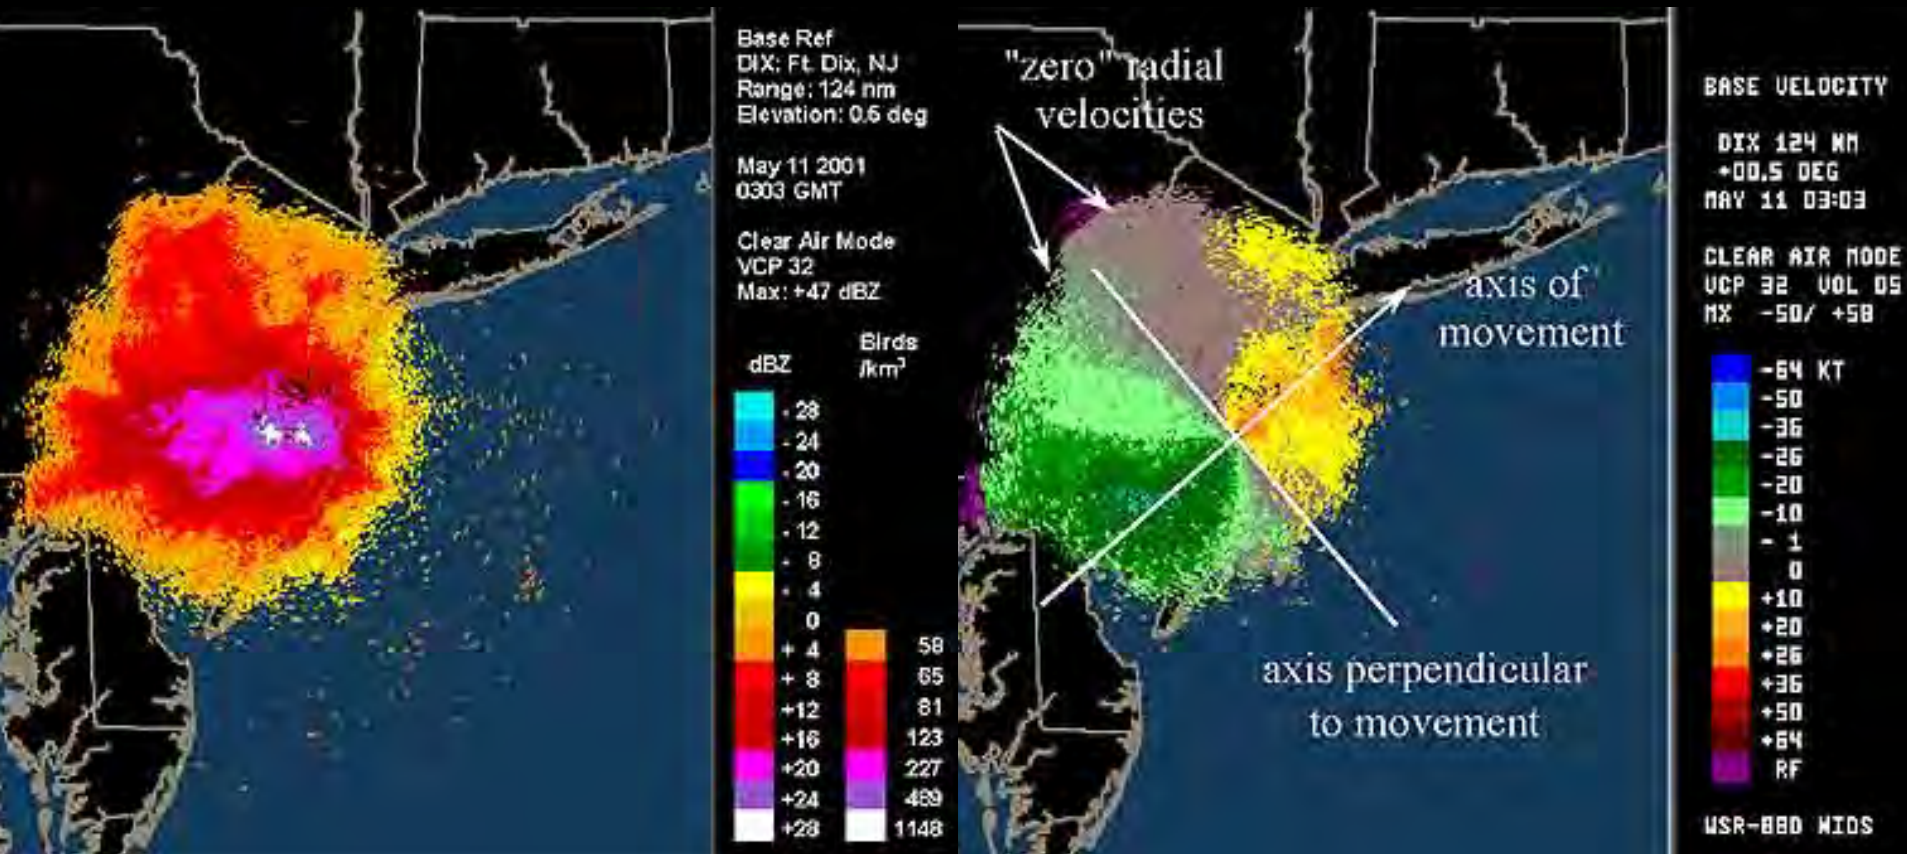 Base Ref
DIX: Ft. Dix, NJ
Range: 124 nm
Elevation: 0.5 deg
May 11 2001
0303 GMT
Clear Air Mode
VCP 32
Max: +47 dBZ
dBZ
Birds
/km³
- 28
- 24
- 20
- 16
- 12
- 8
- 4
0
+ 4
+ 8
+12
+16
+20
+24
+28
58
65
81
123
227
489
1148
"zero" radial
velocities
axis of
movement
axis perpendicular
to movement
BASE VELOCITY
DIX 124 NM
+00.5 DEG
MAY 11 03:03
CLEAR AIR MODE
VCP 32 VOL 05
MX -50/ +58
-64 KT
-50
-36
-26
-20
-10
- 1
0
+10
+20
+26
+36
+50
+64
RF
WSR-88D WIDS